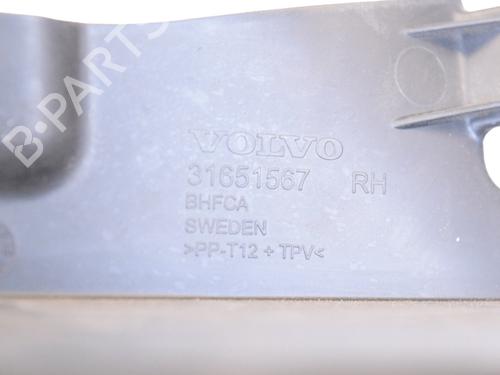 B-PARTS
VOLVO
31651567 RH
BHFCA
SWEDEN
>PP-T12 + TPV<